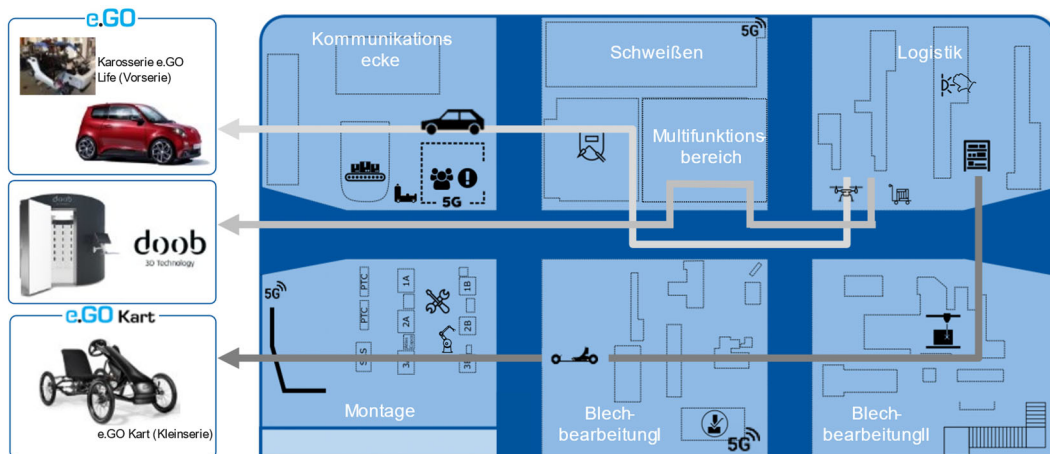 e.GO
Karosserie e.GO
Life (Vorserie)
doob
3D Technology
e.GO Kart
e.GO Kart (Kleinserie)
Kommunikations
ecke
5G
Schweißen
5G
Multifunktions
bereich
Logistik
5G
PTC
PTC
1A
2A
1B
2B
Montage
Blech-
bearbeitungI
5G
Blech-
bearbeitungII